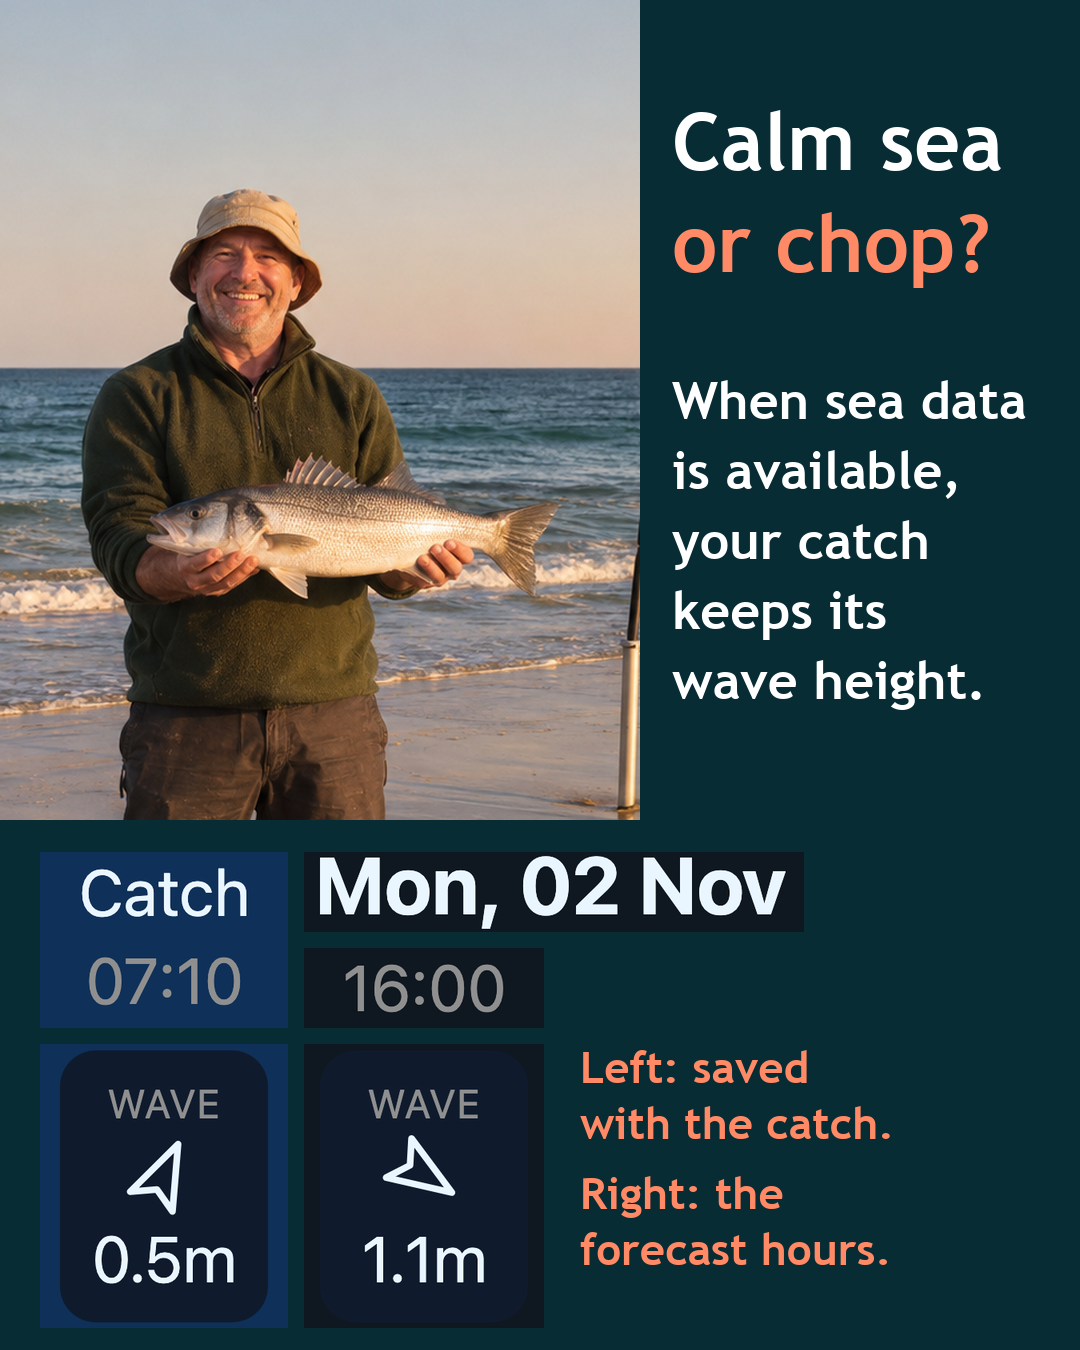 Calm sea
or chop?
When sea data
is available,
your catch
keeps its
wave height.
Catch
07:10
Mon, 02 Nov
16:00
WAVE
0.5m
WAVE
1.1m
Left: saved
with the catch.
Right: the
forecast hours.